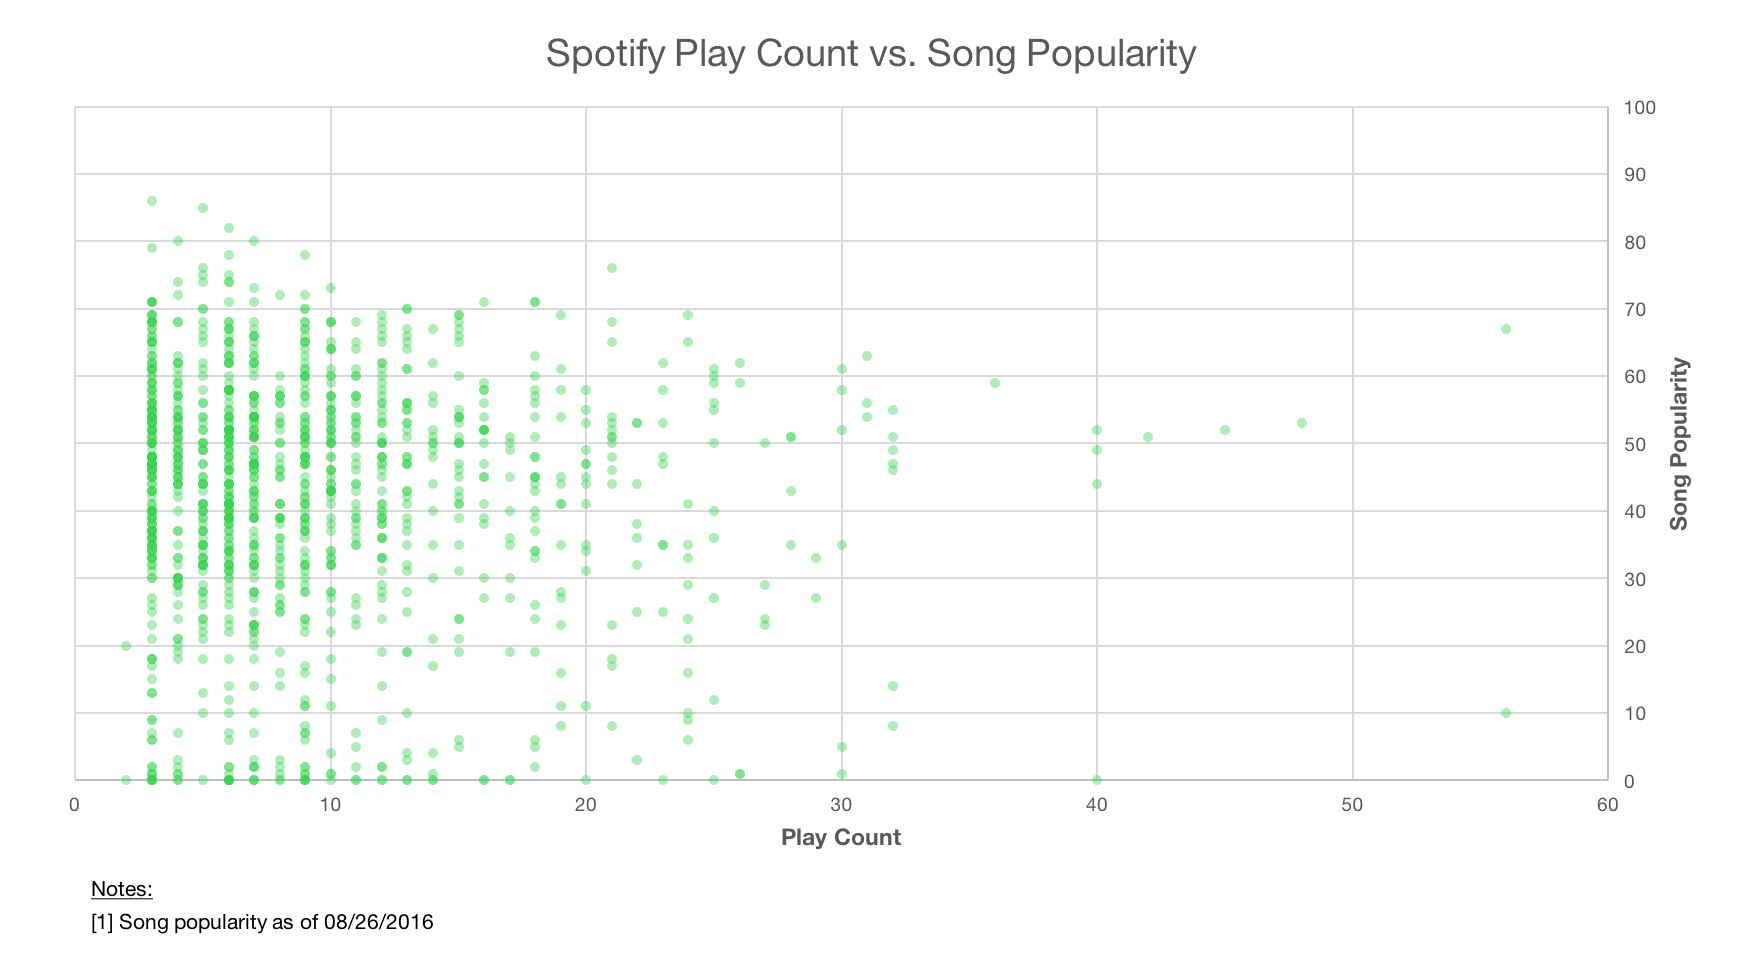 Spotify Play Count vs. Song Popularity
100
90
80
70
60
50
40
30
20
10
0
Song Popularity
0 10 20 30 40 50 60
Play Count
Notes:
[1] Song popularity as of 08/26/2016